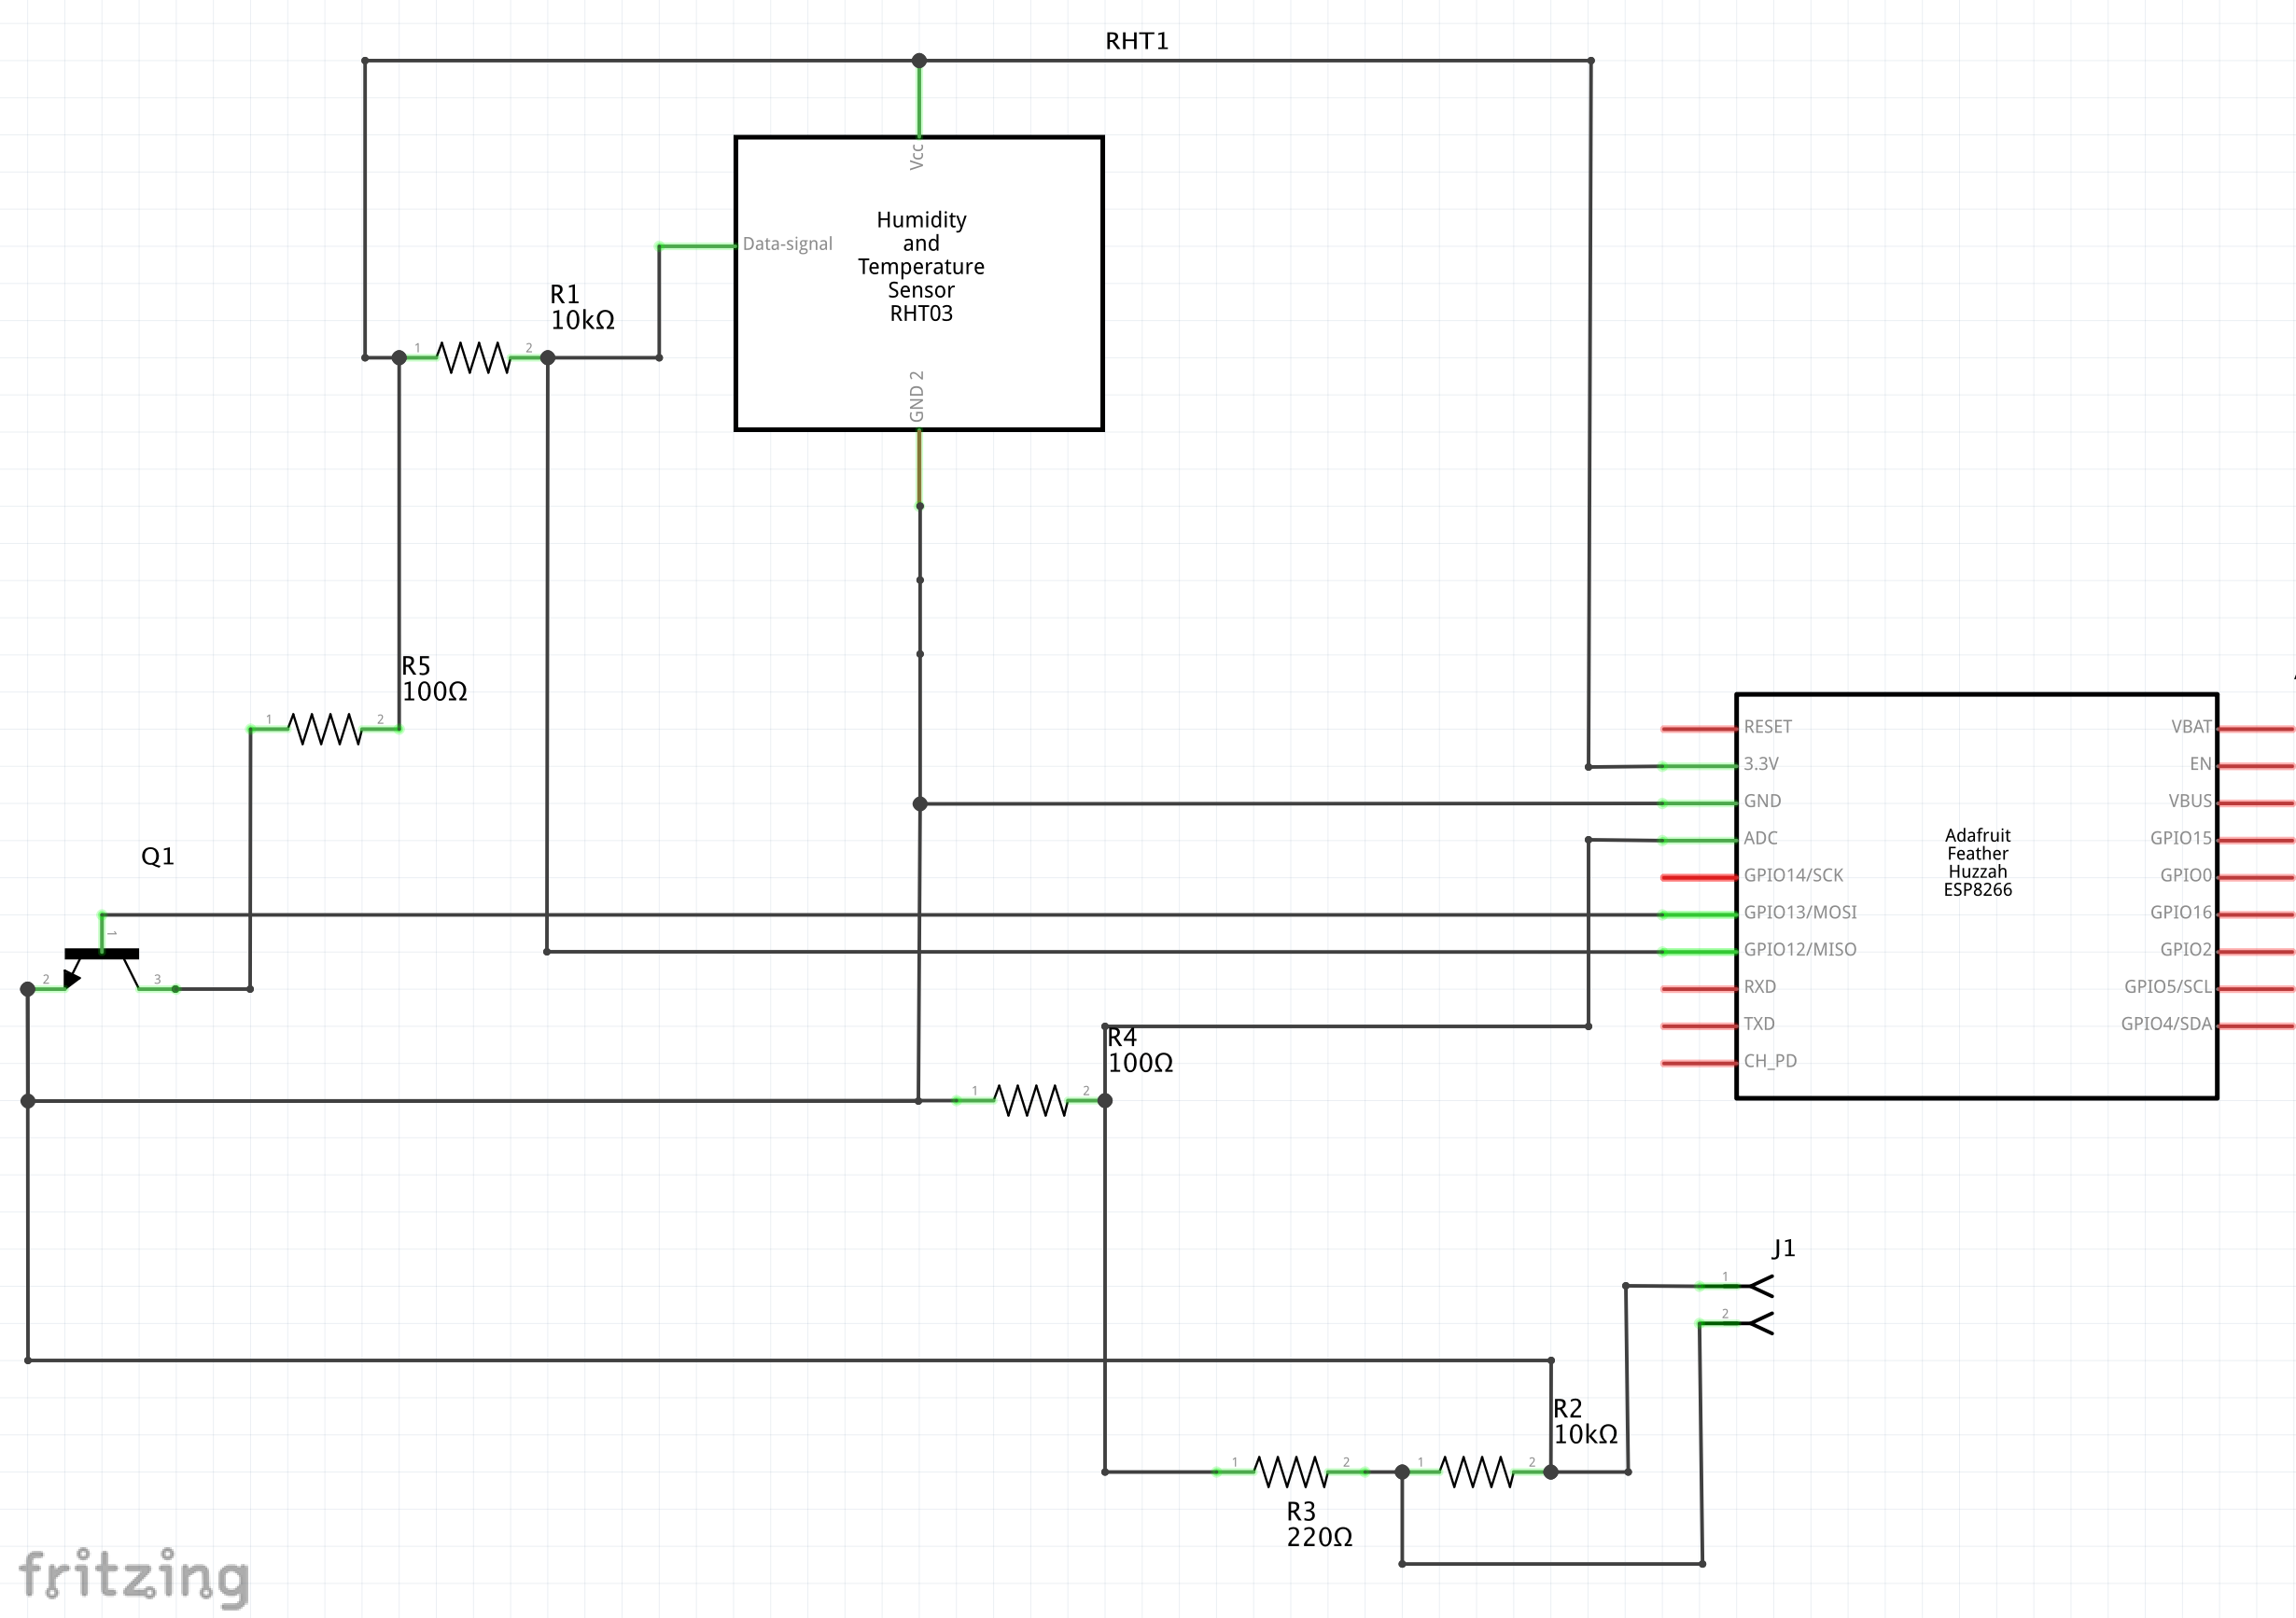 RHT1
Vcc
Humidity
and
Temperature
Sensor
RHT03
Data-signal
GND 2
R1
10kΩ
1
2
R5
100Ω
1
2
Q1
1
2
3
RESET
3.3V
GND
ADC
GPIO14/SCK
GPIO13/MOSI
GPIO12/MISO
RXD
TXD
CH_PD
Adafruit
Feather
Huzzah
ESP8266
VBAT
EN
VBUS
GPIO15
GPIO0
GPIO16
GPIO2
GPIO5/SCL
GPIO4/SDA
R4
100Ω
1
2
J1
1
2
R2
10kΩ
1
2
1
2
R3
220Ω
fritzing